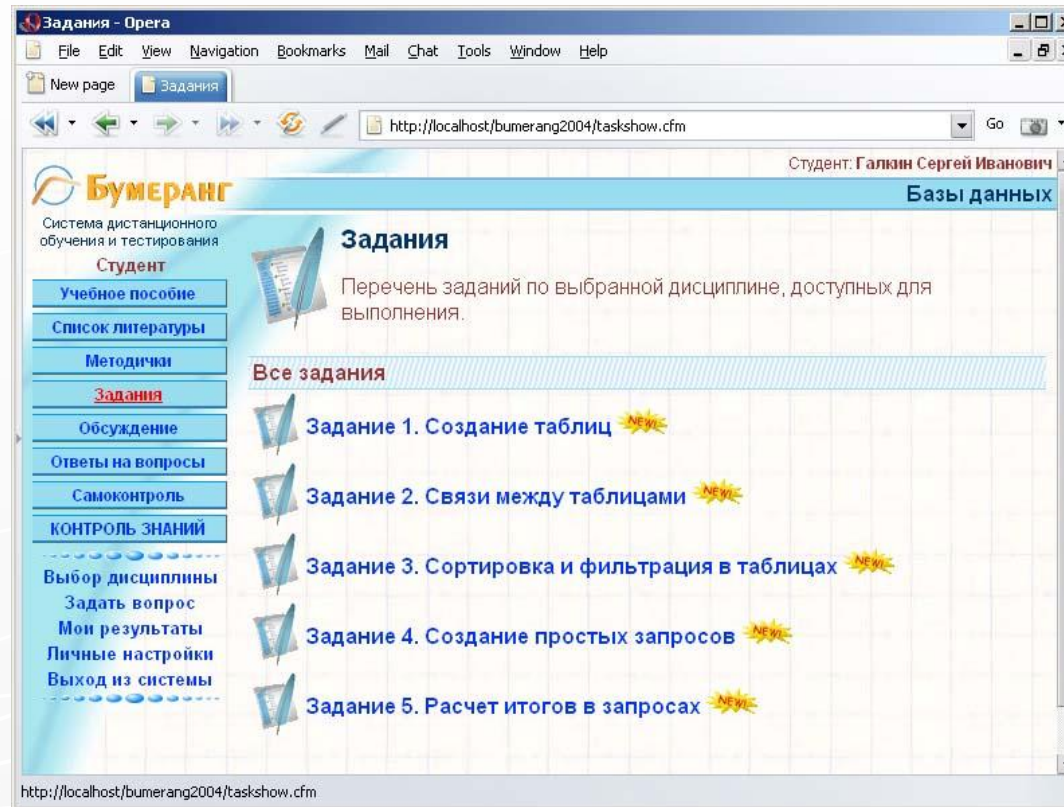 Задания - Opera
File Edit View Navigation Bookmarks Mail Chat Tools Window Help
New page Задания
http://localhost/bumerang2004/taskshow.cfm Go
Студент: Галкин Сергей Иванович
Бумеранг
Базы данных
Система дистанционного
обучения и тестирования
Студент
Учебное пособие
Список литературы
Методички
Задания
Обсуждение
Ответы на вопросы
Самоконтроль
КОНТРОЛЬ ЗНАНИЙ
Выбор дисциплины
Задать вопрос
Мои результаты
Личные настройки
Выход из системы
Задания
Перечень заданий по выбранной дисциплине, доступных для
выполнения.
Все задания
Задание 1. Создание таблиц NEW!
Задание 2. Связи между таблицами NEW!
Задание 3. Сортировка и фильтрация в таблицах NEW!
Задание 4. Создание простых запросов NEW!
Задание 5. Расчет итогов в запросах NEW!
http://localhost/bumerang2004/taskshow.cfm